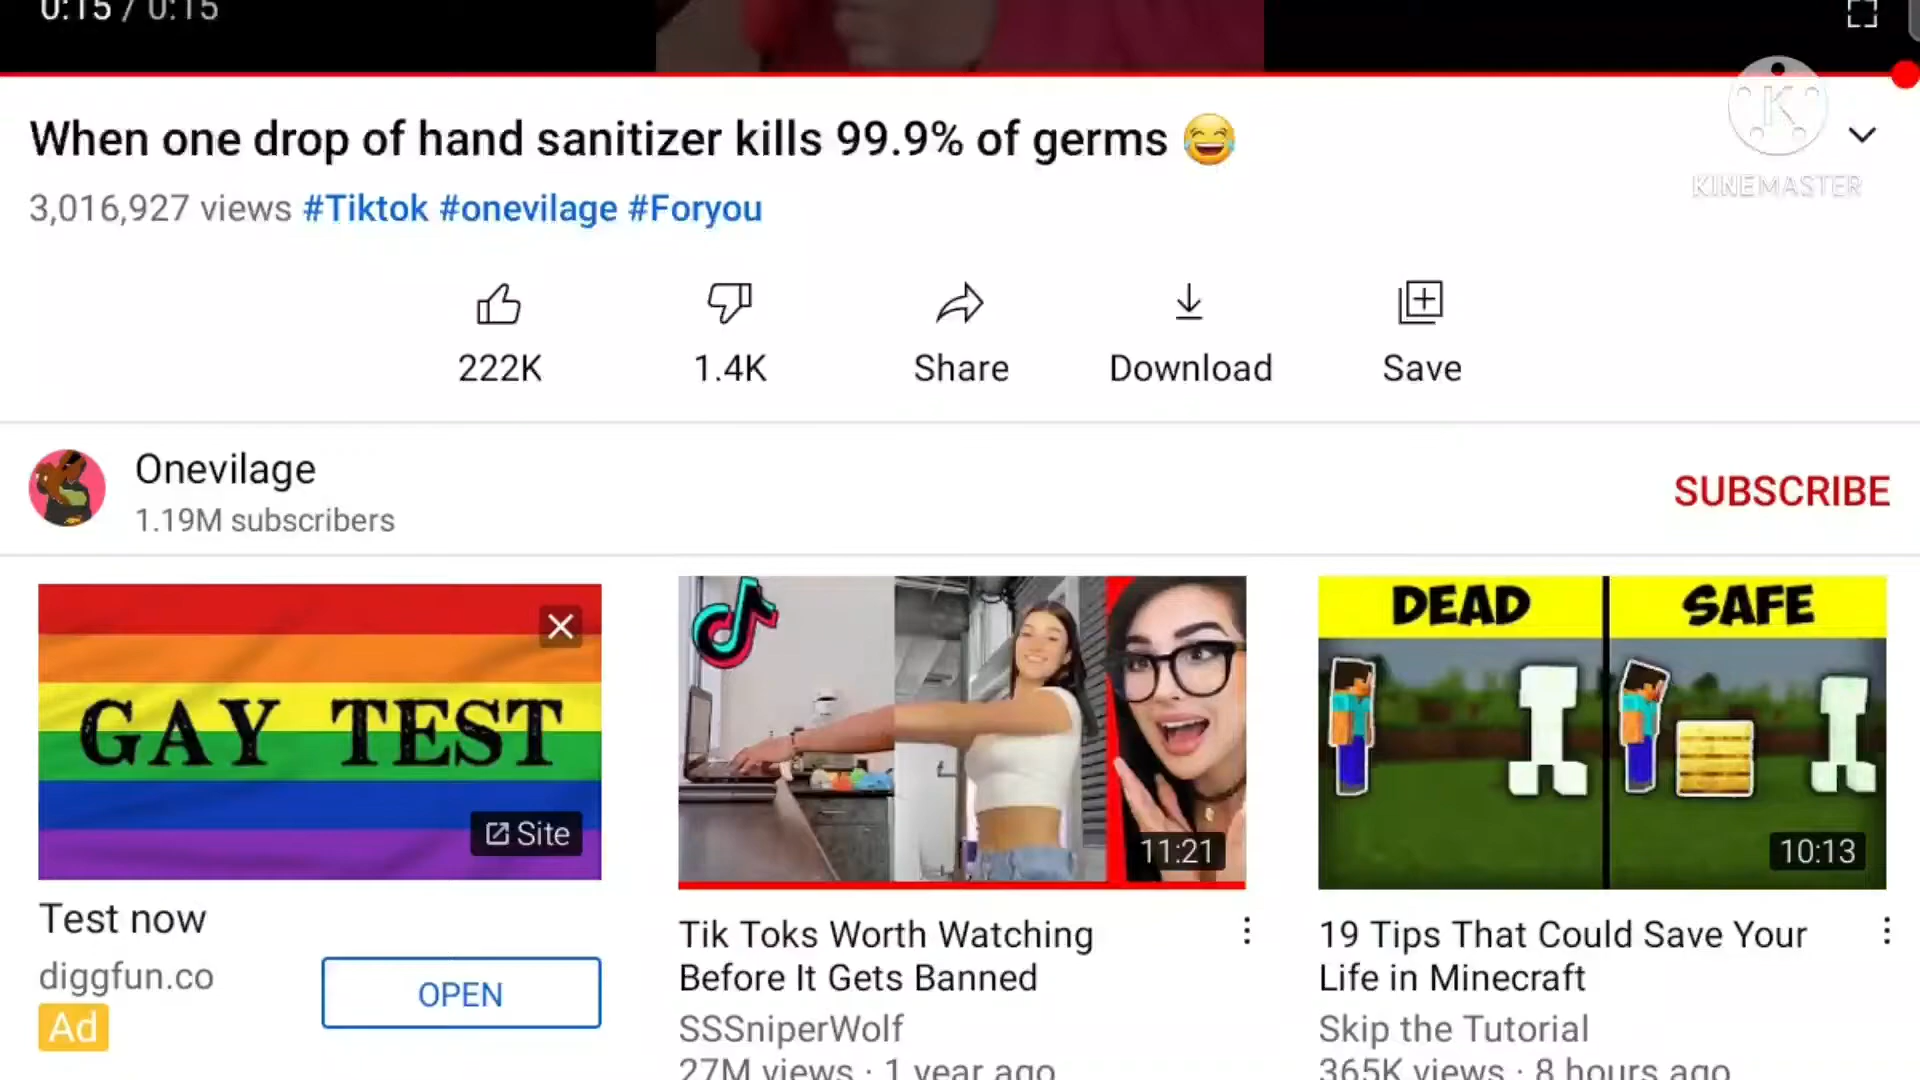 0:15 / 0:15
When one drop of hand sanitizer kills 99.9% of germs 😂
KINEMASTER
3,016,927 views #Tiktok #onevilage #Foryou
222K
1.4K
Share
Download
Save
Onevilage
1.19M subscribers
SUBSCRIBE
GAY TEST
Site
Test now
diggfun.co
Ad
OPEN
11:21
Tik Toks Worth Watching
Before It Gets Banned
SSSniperWolf
27M views · 1 year ago
DEAD
SAFE
10:13
19 Tips That Could Save Your
Life in Minecraft
Skip the Tutorial
365K views · 8 hours ago